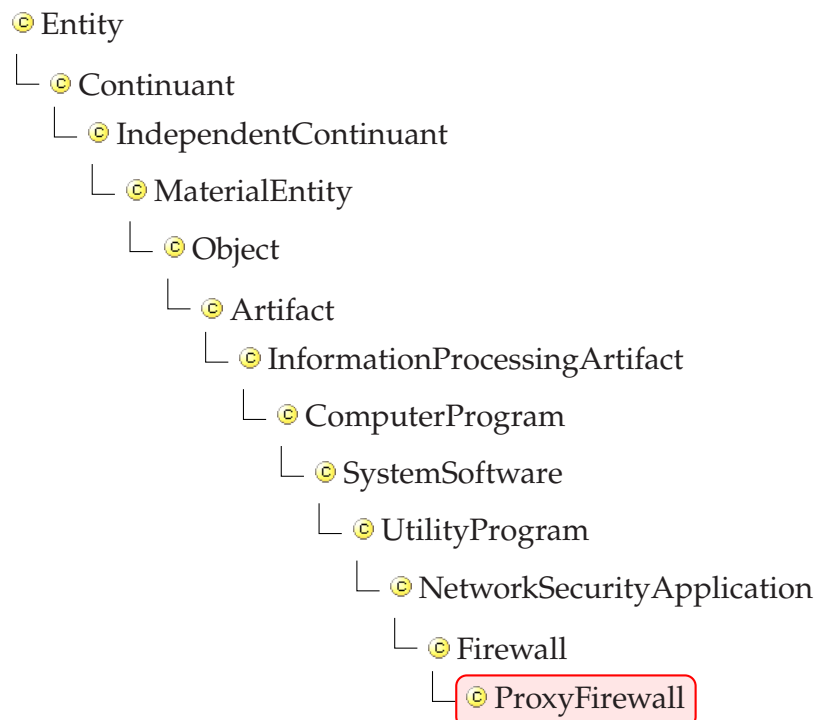 Entity
Continuant
IndependentContinuant
MaterialEntity
Object
Artifact
InformationProcessingArtifact
ComputerProgram
SystemSoftware
UtilityProgram
NetworkSecurityApplication
Firewall
ProxyFirewall